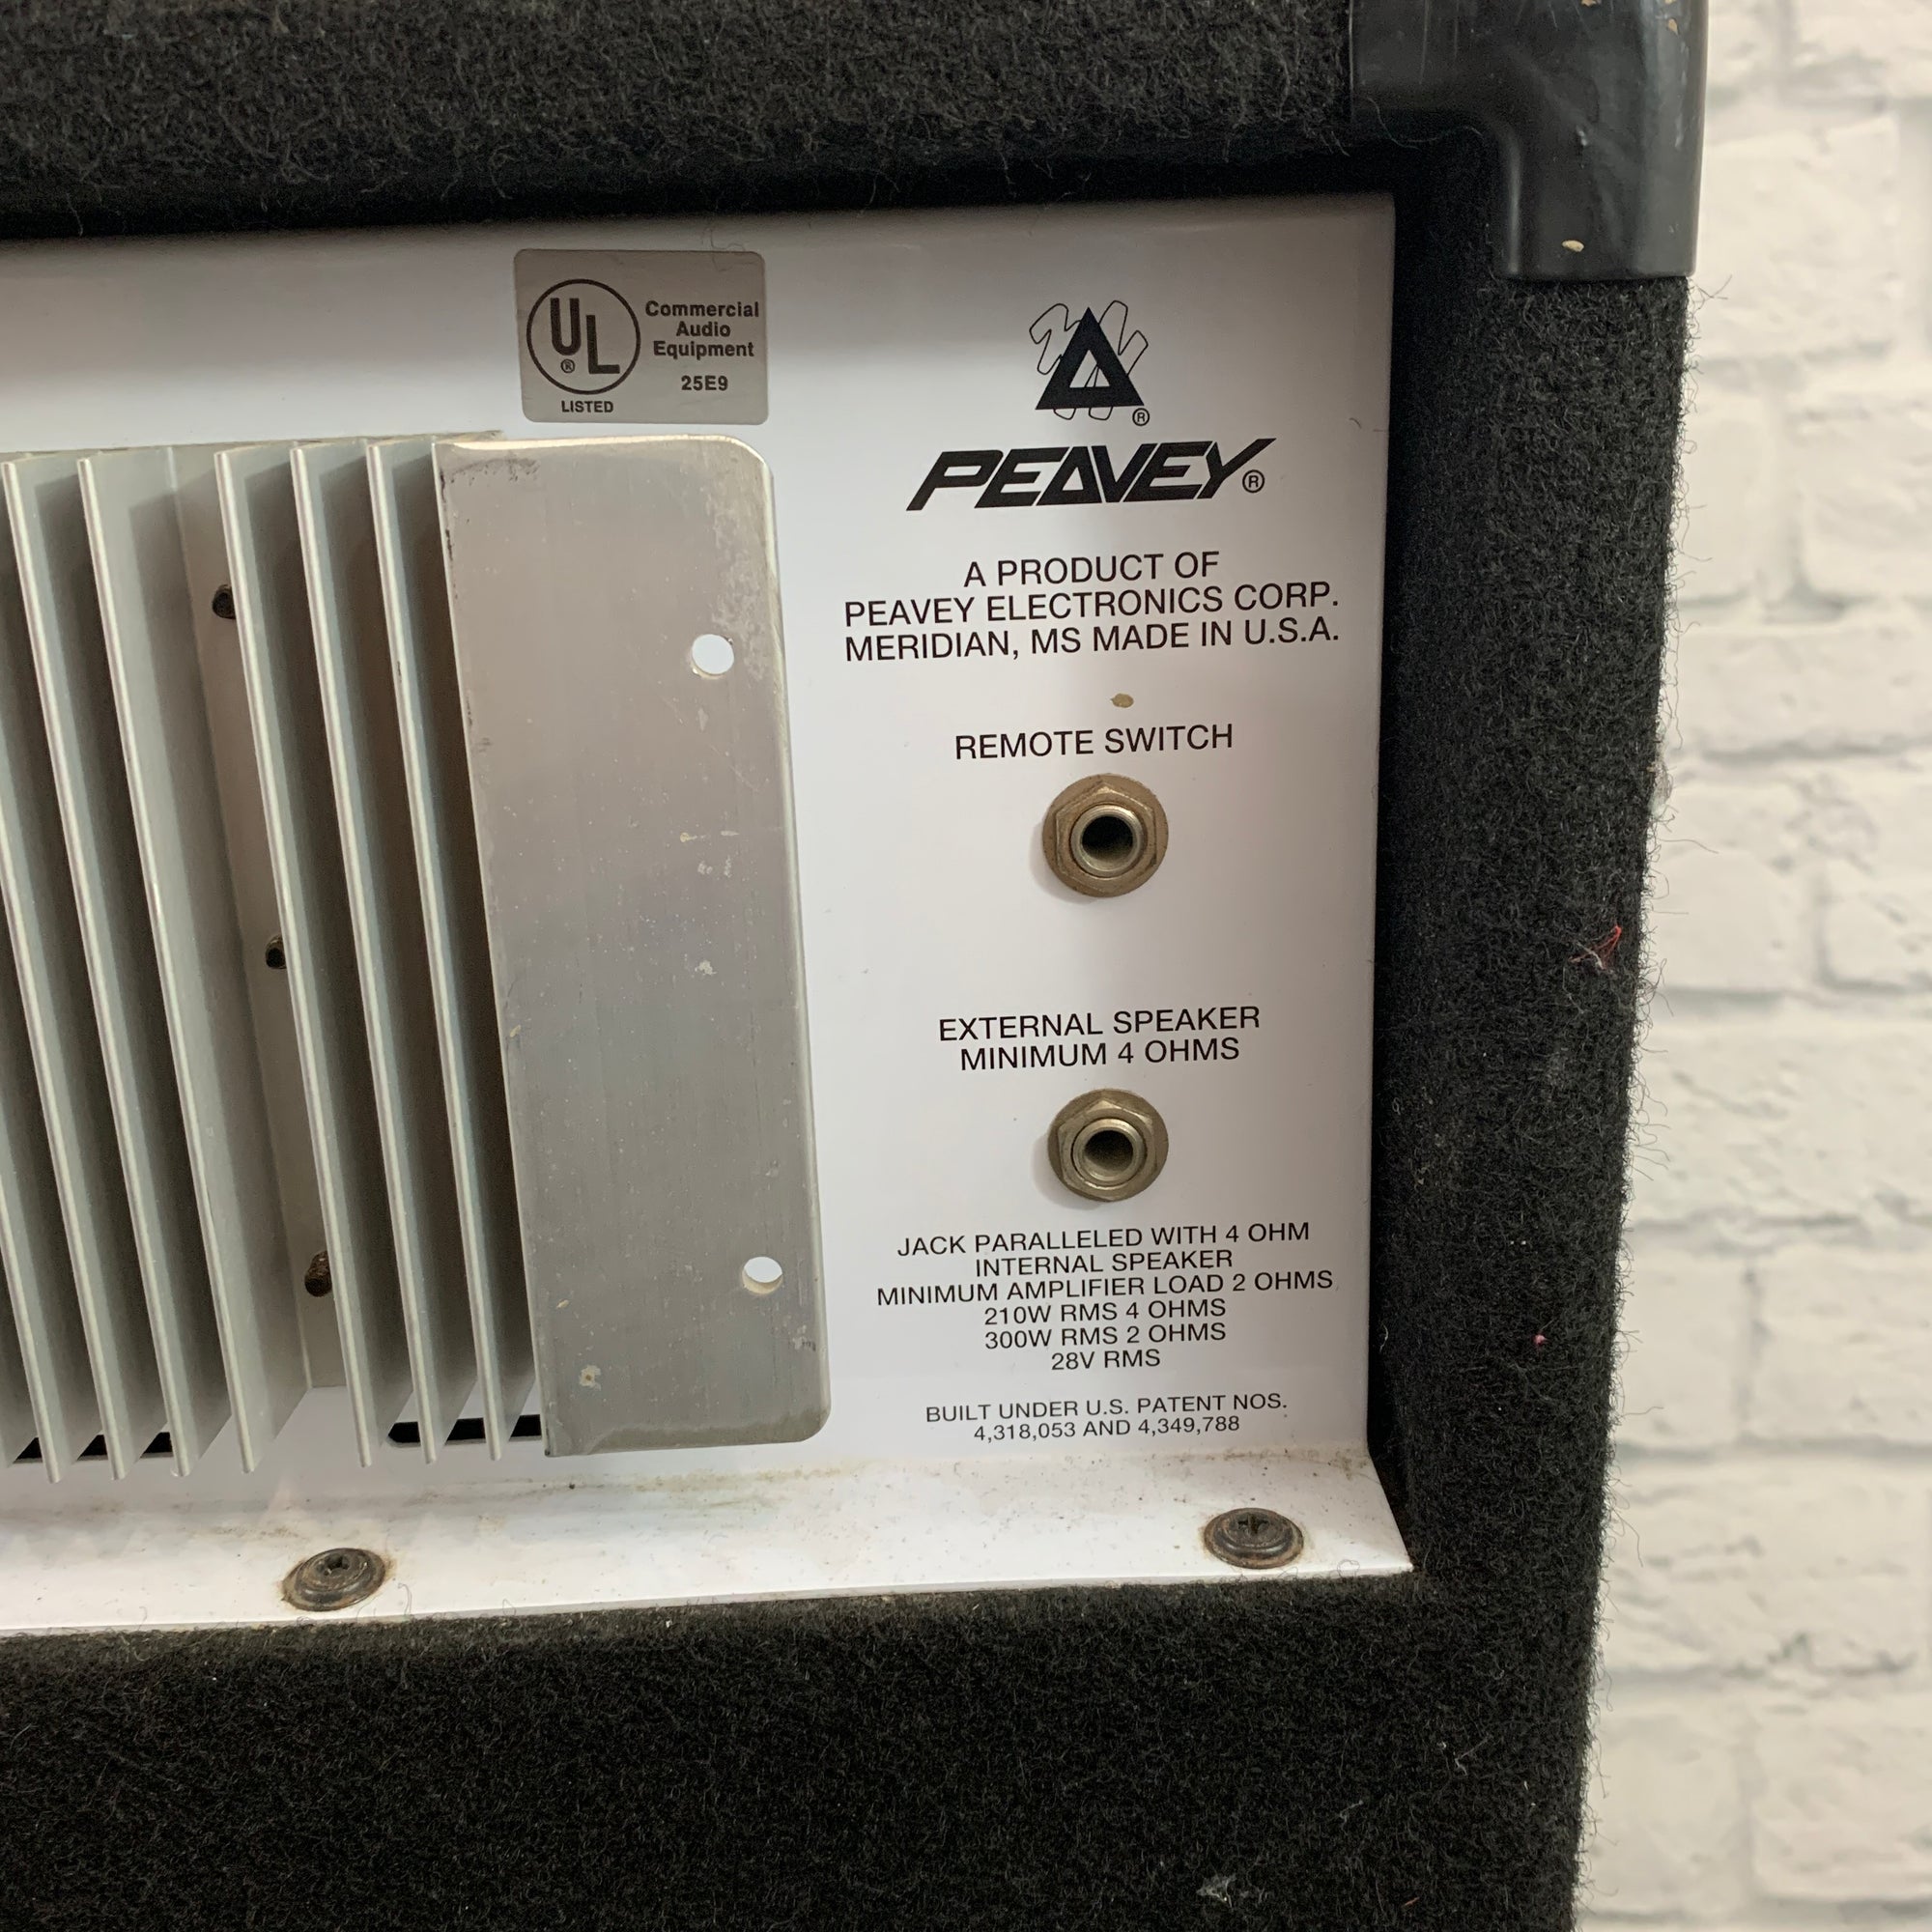 UL
®
LISTED
Commercial
Audio
Equipment
25E9
®
PEAVEY®
A PRODUCT OF
PEAVEY ELECTRONICS CORP.
MERIDIAN, MS MADE IN U.S.A.
REMOTE SWITCH
EXTERNAL SPEAKER
MINIMUM 4 OHMS
JACK PARALLELED WITH 4 OHM
INTERNAL SPEAKER
MINIMUM AMPLIFIER LOAD 2 OHMS
210W RMS 4 OHMS
300W RMS 2 OHMS
28V RMS
BUILT UNDER U.S. PATENT NOS.
4,318,053 AND 4,349,788